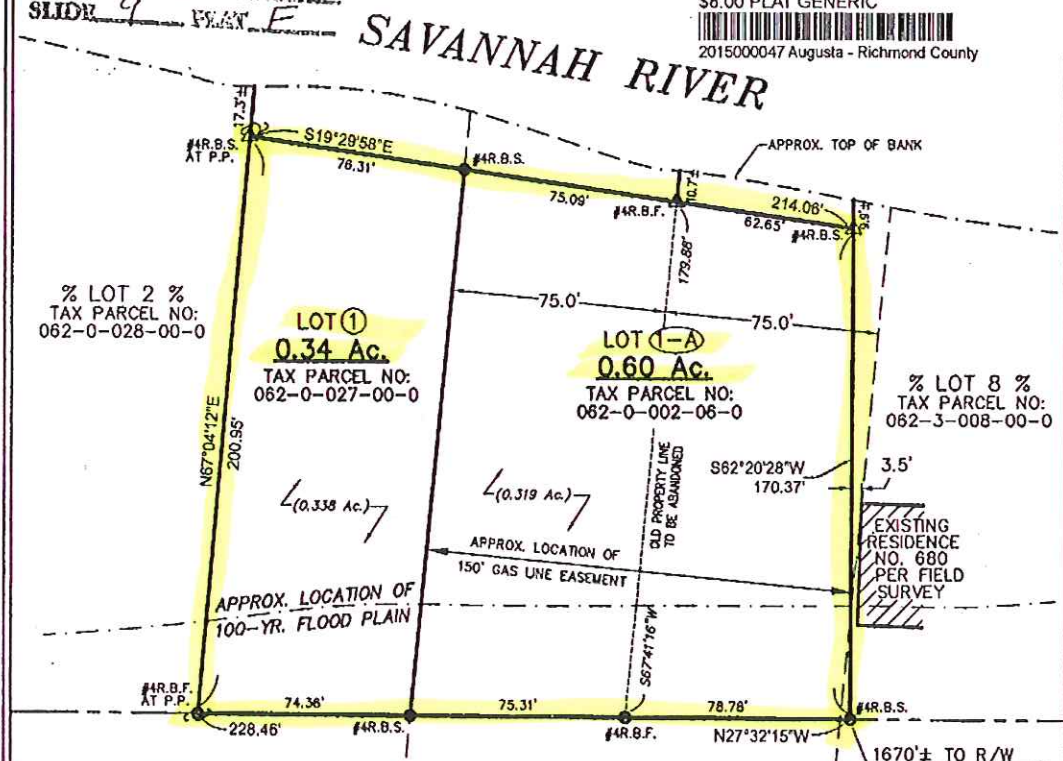 SLIDE 9 PLAT E
$8.00 PLAT GENERIC
2015000047 Augusta - Richmond County
SAVANNAH RIVER
17.3'±
#4R.B.S.
AT P.P.
S19°29'58"E
76.31'
#4R.B.S.
75.09'
#4R.B.F.
10.7'±
APPROX. TOP OF BANK
214.06'
62.65'
#4R.B.S.
9.9'±
179.88'
% LOT 2 %
TAX PARCEL NO:
062-0-028-00-0
LOT 1
0.34 Ac.
TAX PARCEL NO:
062-0-027-00-0
75.0'
75.0'
LOT 1-A
0.60 Ac.
TAX PARCEL NO:
062-0-002-06-0
% LOT 8 %
TAX PARCEL NO:
062-3-008-00-0
N67°04'12"E
200.95'
(0.338 Ac.)
(0.319 Ac.)
OLD PROPERTY LINE
TO BE ABANDONED
S62°20'28"W
170.37'
3.5'
EXISTING
RESIDENCE
NO. 680
PER FIELD
SURVEY
APPROX. LOCATION OF
150' GAS LINE EASEMENT
APPROX. LOCATION OF
100-YR. FLOOD PLAIN
S67°41'16"W
#4R.B.F.
AT P.P.
228.46'
74.36'
#4R.B.S.
75.31'
#4R.B.F.
78.78'
N27°32'15"W
#4R.B.S.
1670'± TO R/W